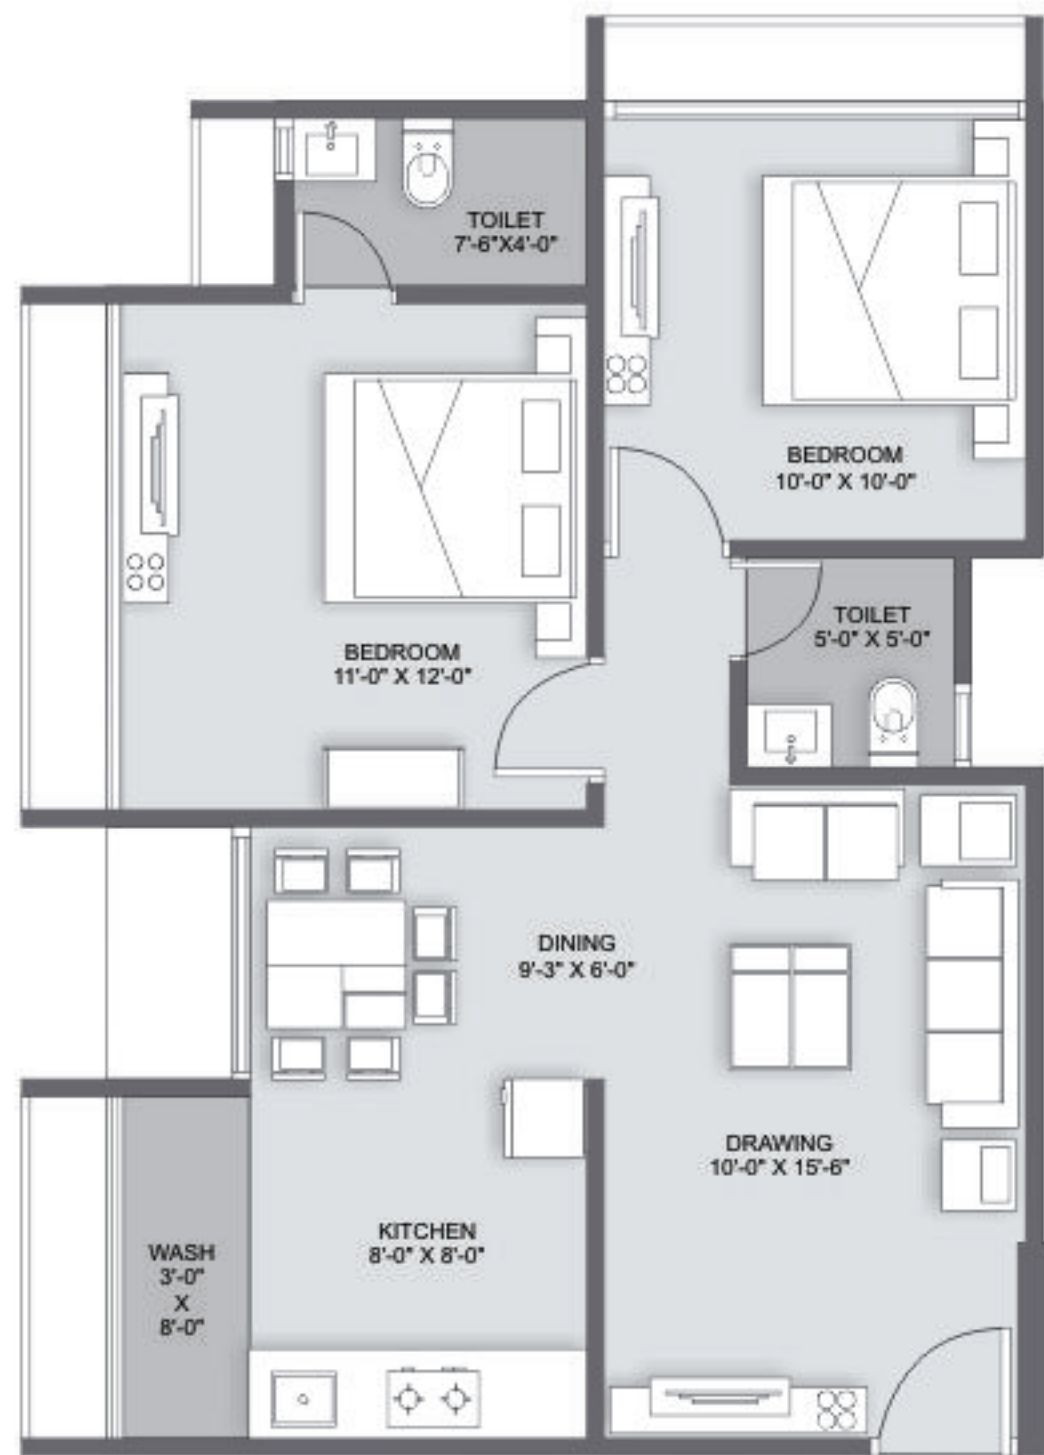 TOILET
7'-6"X4'-0"
BEDROOM
10'-0" X 10'-0"
TOILET
5'-0" X 5'-0"
BEDROOM
11'-0" X 12'-0"
DINING
9'-3" X 6'-0"
DRAWING
10'-0" X 15'-6"
KITCHEN
8'-0" X 8'-0"
WASH
3'-0"
X
8'-0"